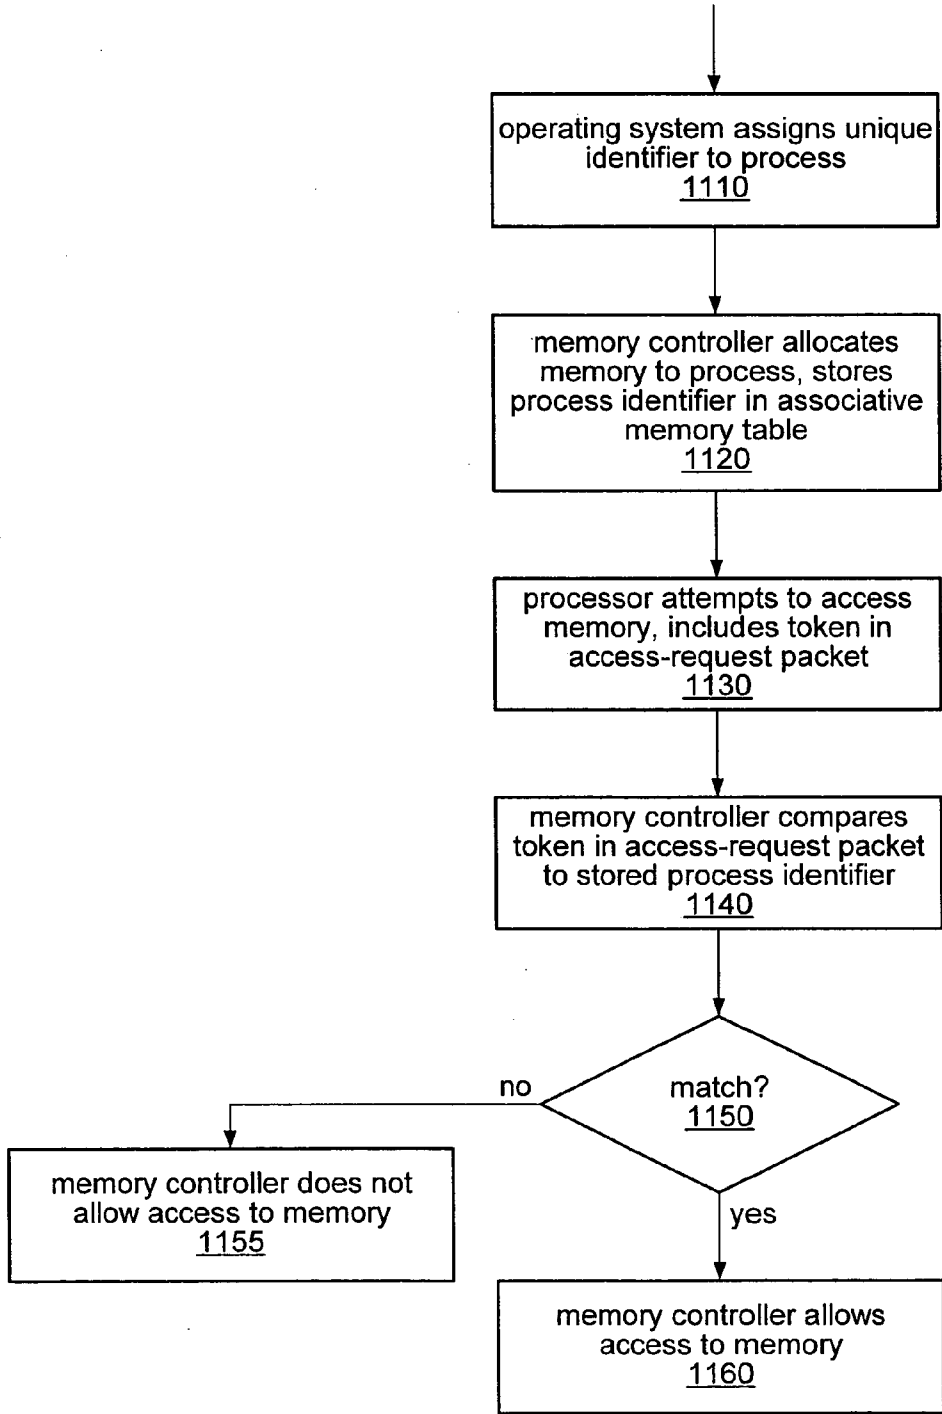 operating system assigns unique
identifier to process
1110
memory controller allocates
memory to process, stores
process identifier in associative
memory table
1120
processor attempts to access
memory, includes token in
access-request packet
1130
memory controller compares
token in access-request packet
to stored process identifier
1140
match?
1150
no
memory controller does not
allow access to memory
1155
yes
memory controller allows
access to memory
1160